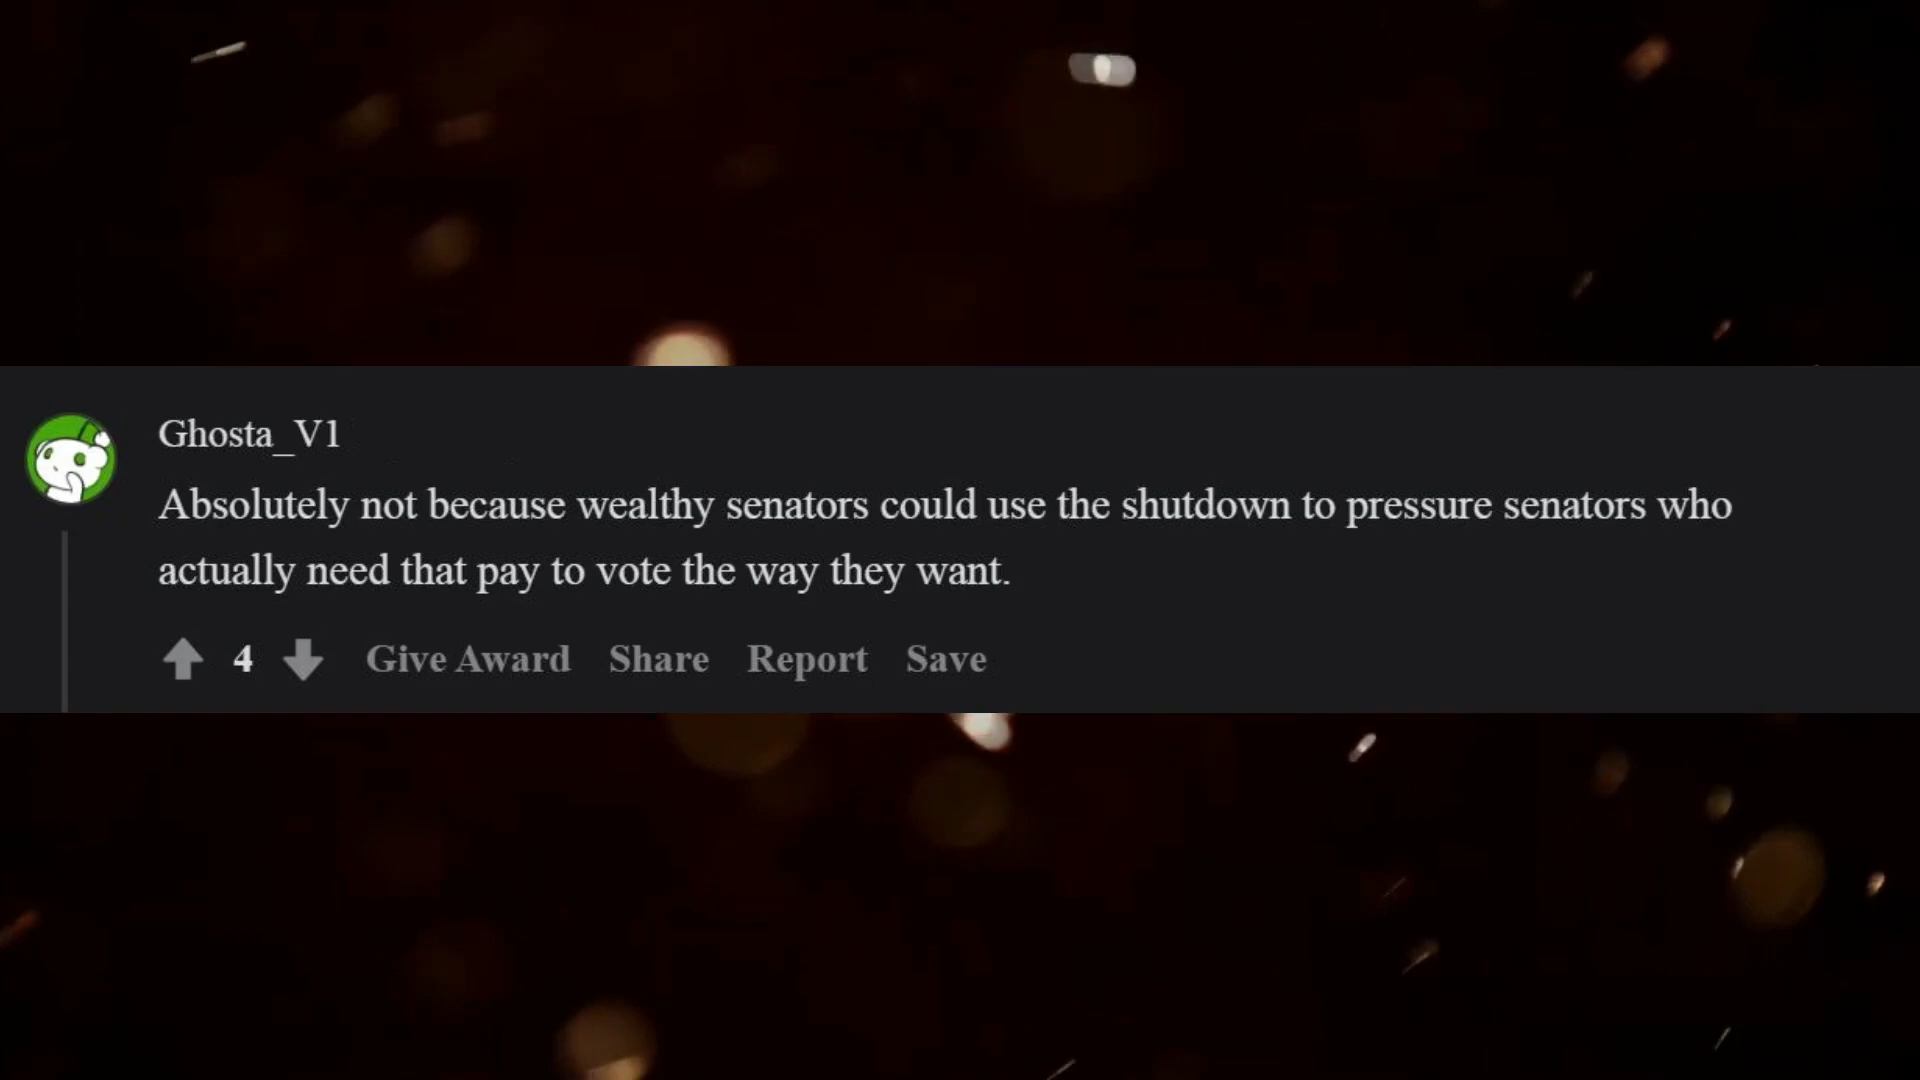 Ghosta_V1
Absolutely not because wealthy senators could use the shutdown to pressure senators who
actually need that pay to vote the way they want.
4 Give Award Share Report Save